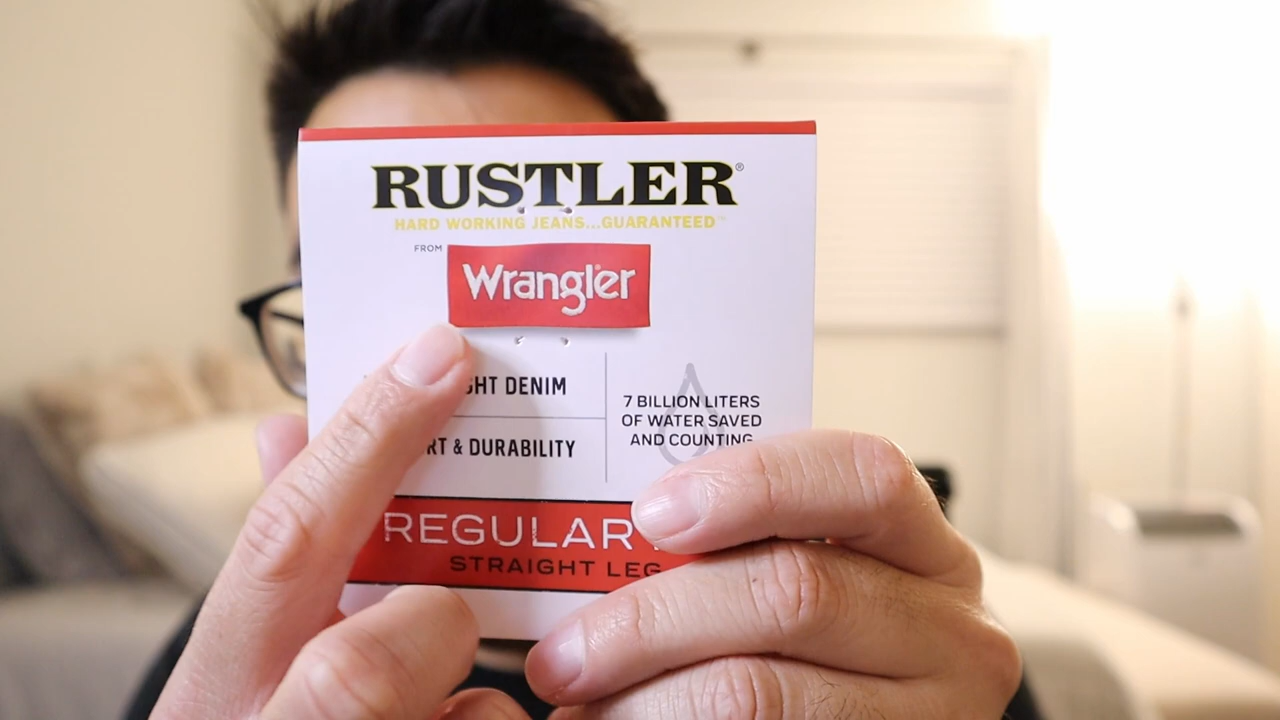 RUSTLER®
HARD WORKING JEANS...GUARANTEED™
FROM
Wrangler
DENIM
& DURABILITY
7 BILLION LITERS
OF WATER SAVED
AND COUNTING
REGULAR
STRAIGHT LEG